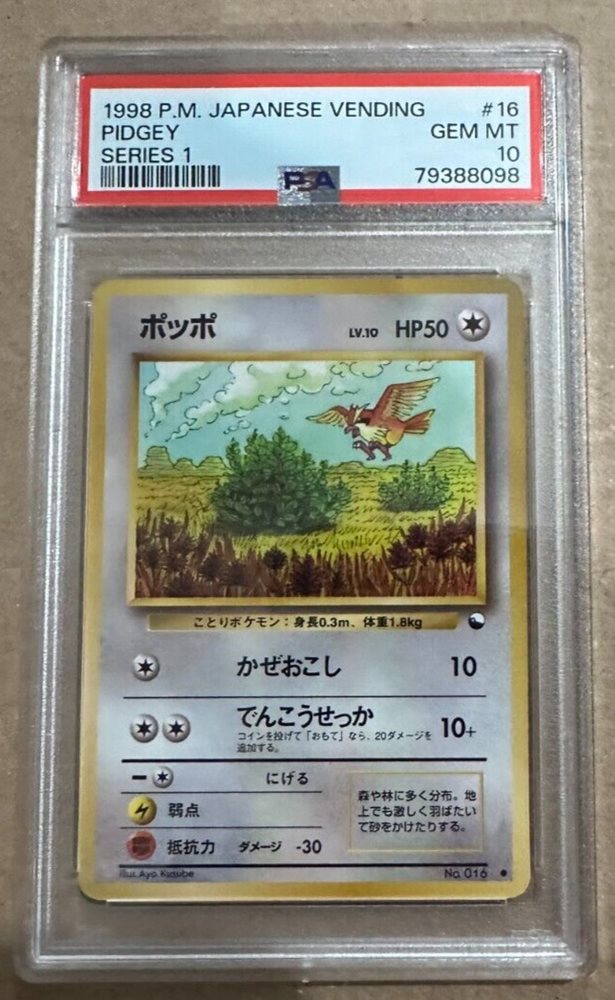 1998 P.M. JAPANESE VENDING #16
PIDGEY GEM MT
SERIES 1 10
PSA 79388098
ポッポ LV.10 HP50
ことりポケモン：身長0.3m、体重1.8kg
かぜおこし 10
でんこうせっか 10+
コインを投げて「おもて」なら、20ダメージを
追加する。
にげる
弱点
抵抗力 ダメージ -30
森や林に多く分布。地
上でも激しく羽ばたい
て砂をかけたりする。
Illus. Ayo Kusube No. 016